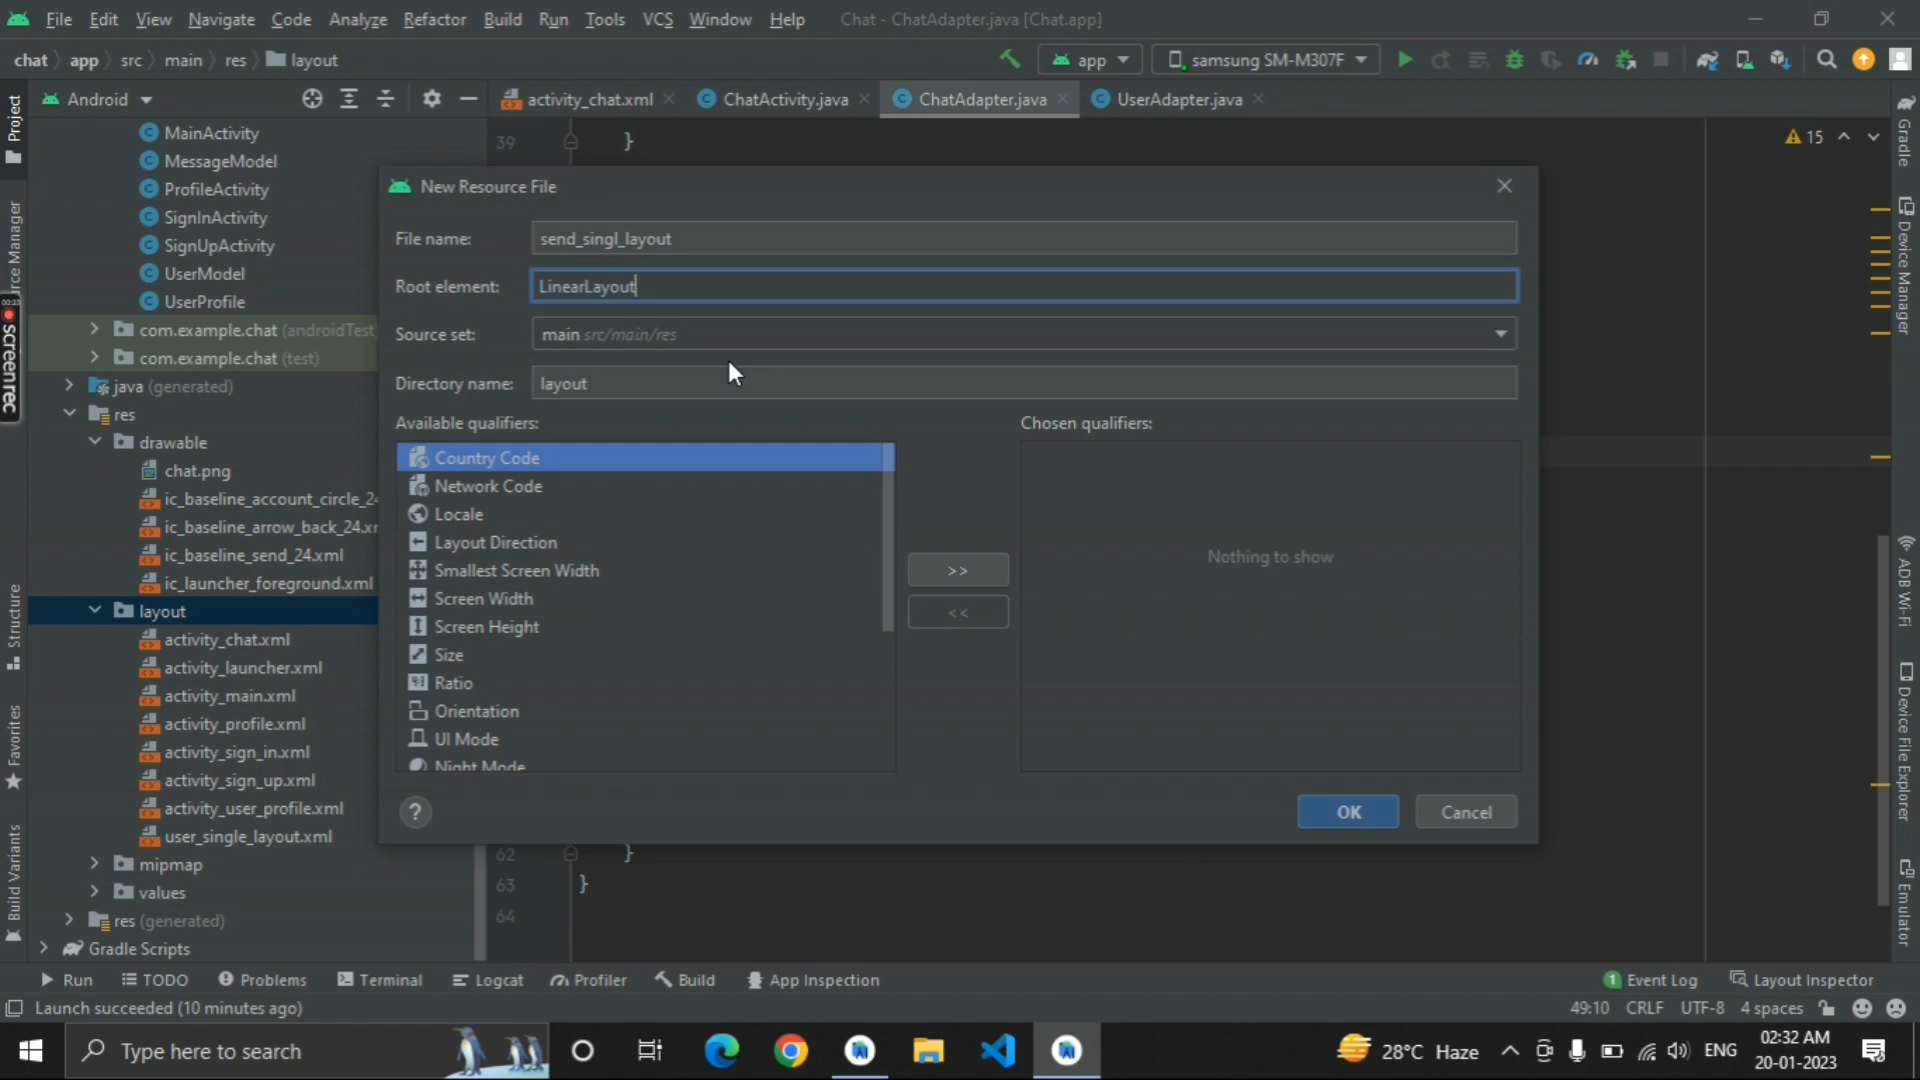 File Edit View Navigate Code Analyze Refactor Build Run Tools VCS Window Help Chat - ChatAdapter.java [Chat.app]
chat app src main res layout app samsung SM-M307F
Android activity_chat.xml ChatActivity.java ChatAdapter.java UserAdapter.java
Project
Structure
Favorites
Build Variants
00:33
screenrec
MainActivity
MessageModel
ProfileActivity
SignInActivity
SignUpActivity
UserModel
UserProfile
com.example.chat (androidTest)
com.example.chat (test)
java (generated)
res
drawable
chat.png
ic_baseline_account_circle_24
ic_baseline_arrow_back_24.xr
ic_baseline_send_24.xml
ic_launcher_foreground.xml
layout
activity_chat.xml
activity_launcher.xml
activity_main.xml
activity_profile.xml
activity_sign_in.xml
activity_sign_up.xml
activity_user_profile.xml
user_single_layout.xml
mipmap
values
res (generated)
Gradle Scripts
39 }
15
New Resource File
File name: send_singl_layout
Root element: LinearLayout
Source set: main src/main/res
Directory name: layout
Available qualifiers: Chosen qualifiers:
Country Code
Network Code
Locale
Layout Direction
Smallest Screen Width
Screen Width
Screen Height
Size
Ratio
Orientation
UI Mode
Night Mode
>>
<<
Nothing to show
?
OK Cancel
62 }
63 }
64
Gradle
Device Manager
ADB Wi-Fi
Device File Explorer
Emulator
Run TODO Problems Terminal Logcat Profiler Build App Inspection 1 Event Log Layout Inspector
Launch succeeded (10 minutes ago) 49:10 CRLF UTF-8 4 spaces
Type here to search 28°C Haze ENG 02:32 AM
20-01-2023